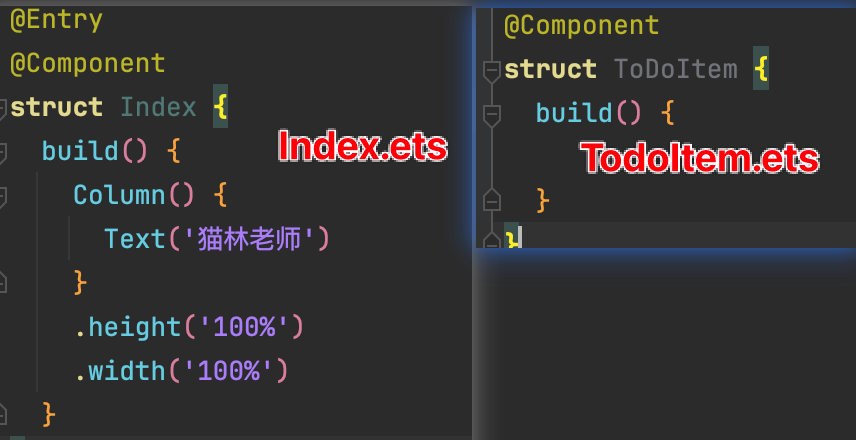 @Entry
@Component
struct Index {
build() {
Column() {
Text('猫林老师')
}
.height('100%')
.width('100%')
}
Index.ets
@Component
struct ToDoItem {
build() {
}
}
TodoItem.ets